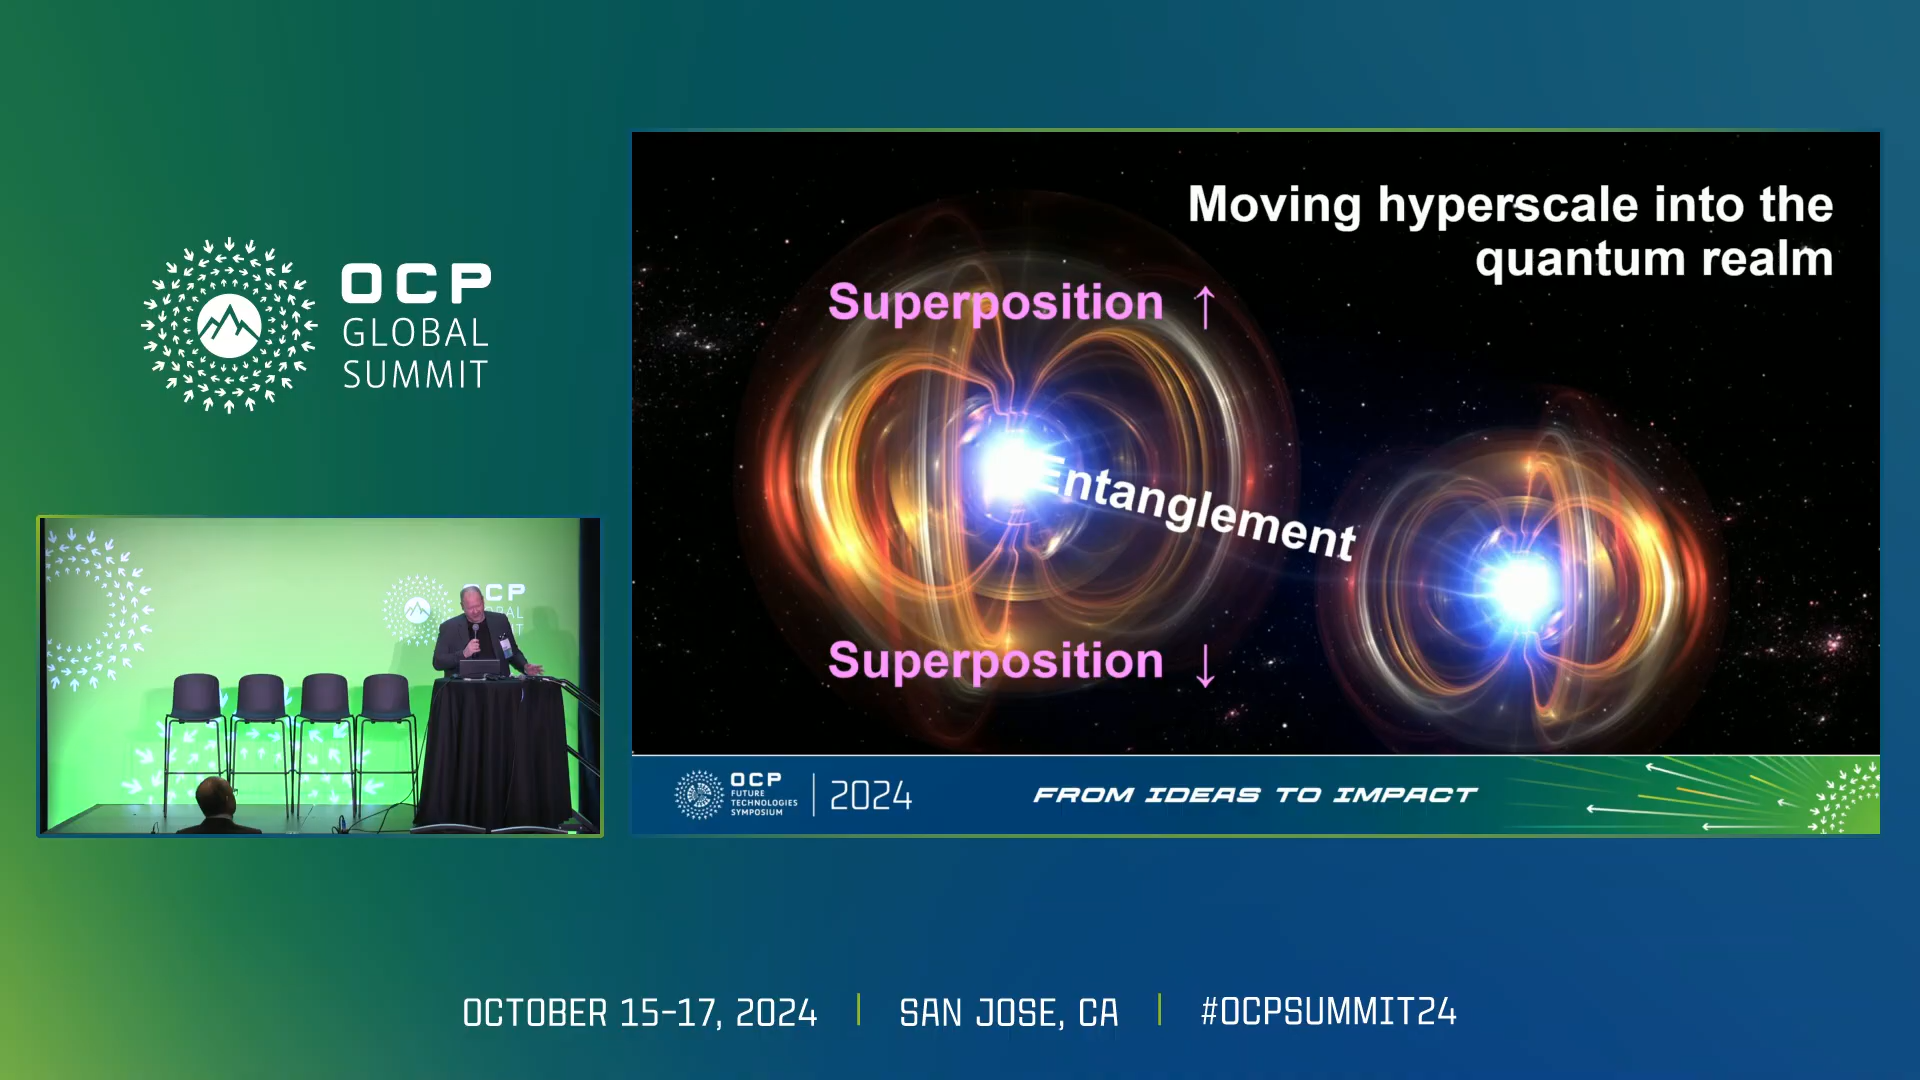 OCP
GLOBAL
SUMMIT
Moving hyperscale into the
quantum realm
Superposition ↑
Entanglement
Superposition ↓
OCP
FUTURE
TECHNOLOGIES
SYMPOSIUM
2024
FROM IDEAS TO IMPACT
OCTOBER 15-17, 2024 | SAN JOSE, CA | #OCPSUMMIT24